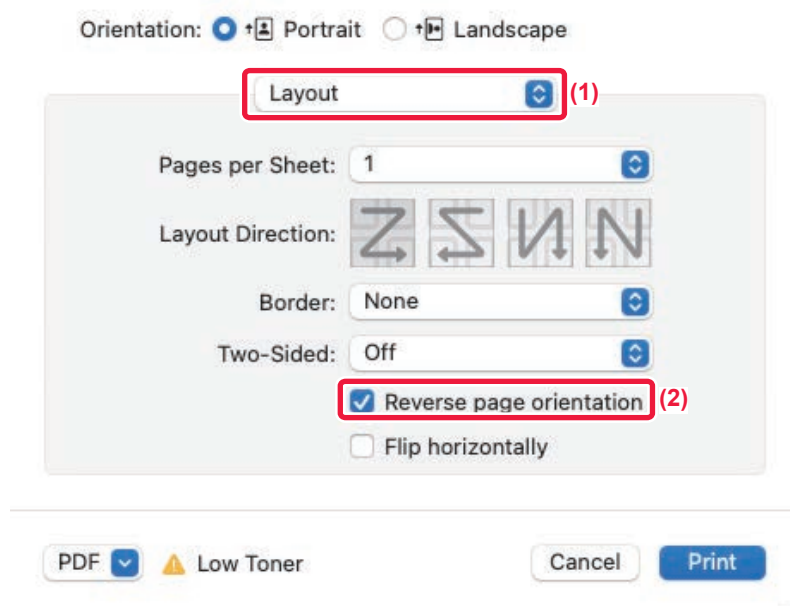 Orientation: Portrait Landscape
Layout (1)
Pages per Sheet: 1
Layout Direction:
Border: None
Two-Sided: Off
Reverse page orientation (2)
Flip horizontally
PDF Low Toner Cancel Print